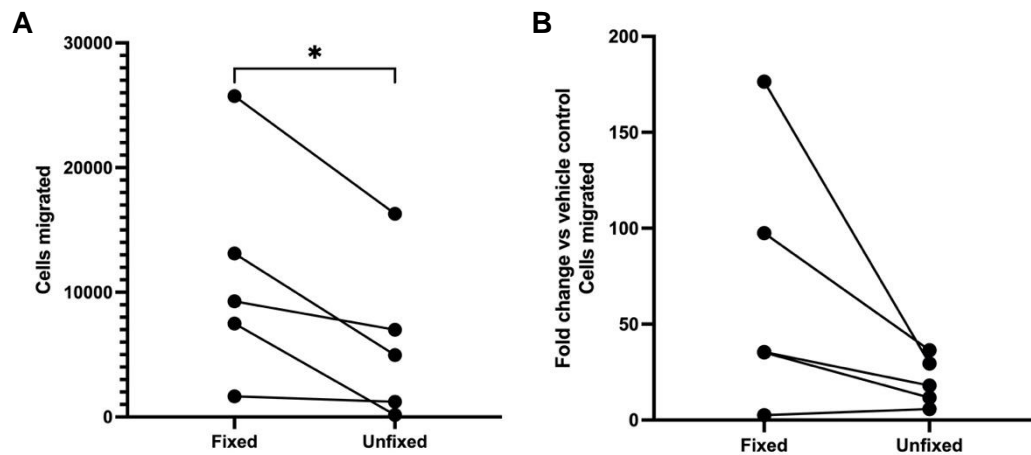 A
30000
20000
10000
0
Cells migrated
*
Fixed
Unfixed
B
200
150
100
50
0
Fold change vs vehicle control
Cells migrated
Fixed
Unfixed